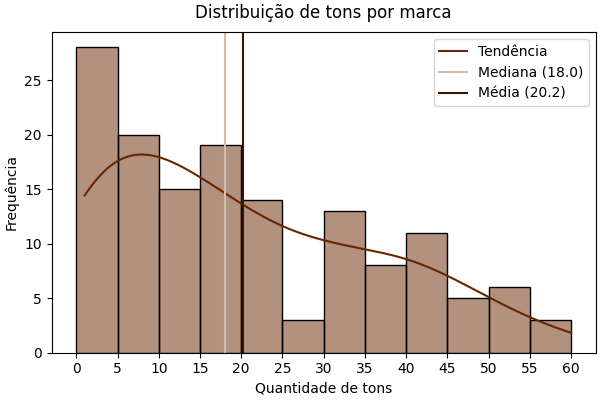 Distribuição de tons por marca
Tendência
Mediana (18.0)
Média (20.2)
Frequência
25
20
15
10
5
0
0 5 10 15 20 25 30 35 40 45 50 55 60
Quantidade de tons